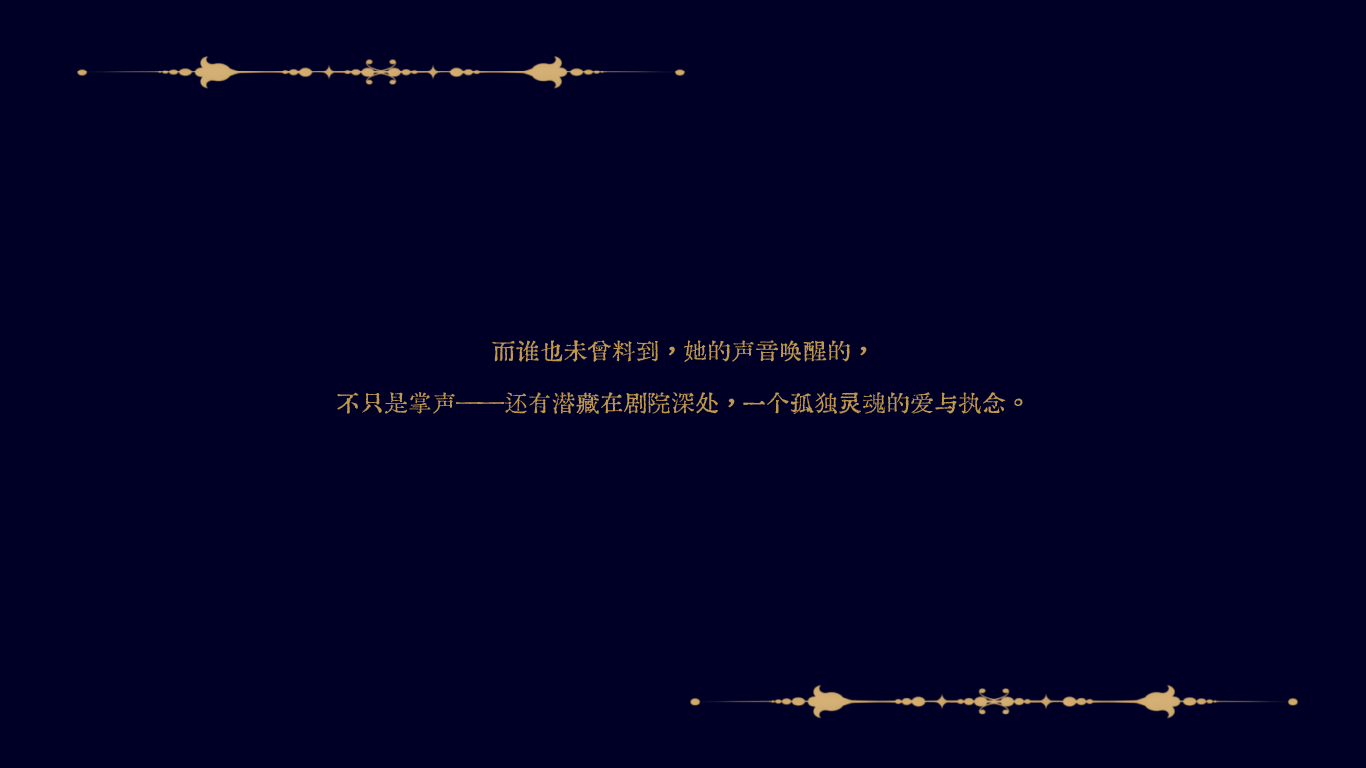 而谁也未曾料到，她的声音唤醒的，
不只是掌声——还有潜藏在剧院深处，一个孤独灵魂的爱与执念。